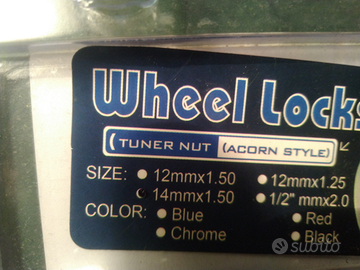 Wheel Locks
TUNER NUT (ACORN STYLE)
SIZE: • 12mmx1.50 • 12mmx1.25
14mmx1.50 • 1/2" mmx2.0
COLOR: • Blue • Red
• Chrome • Black
subito